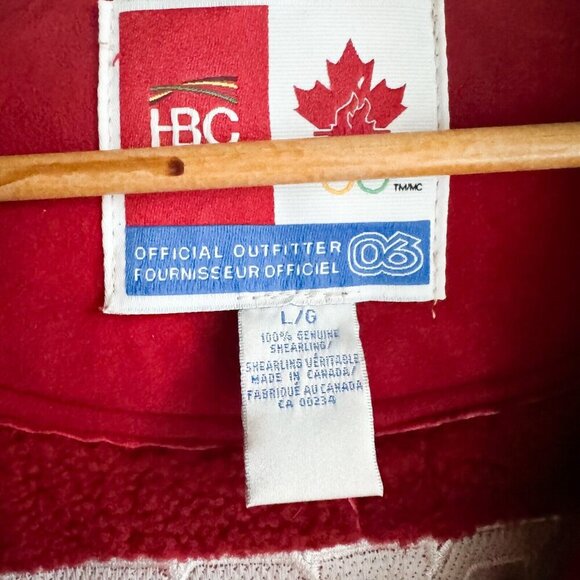 HBC
TM/MC
OFFICIAL OUTFITTER
FOURNISSEUR OFFICIEL
06
L/G
100% GENUINE
SHEARLING/
SHEARLING VÉRITABLE
MADE IN CANADA/
FABRIQUÉ AU CANADA
CA 00234